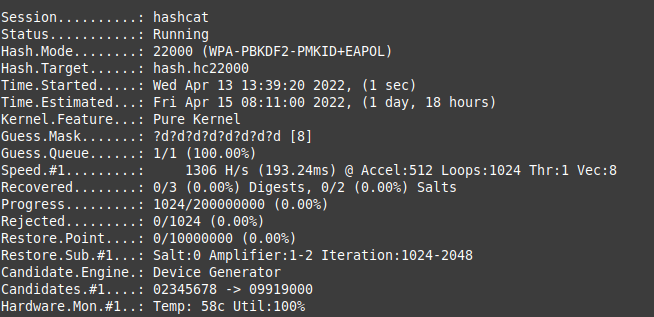 Session..........: hashcat
Status...........: Running
Hash.Mode........: 22000 (WPA-PBKDF2-PMKID+EAPOL)
Hash.Target......: hash.hc22000
Time.Started.....: Wed Apr 13 13:39:20 2022, (1 sec)
Time.Estimated...: Fri Apr 15 08:11:00 2022, (1 day, 18 hours)
Kernel.Feature...: Pure Kernel
Guess.Mask.......: ?d?d?d?d?d?d?d?d [8]
Guess.Queue......: 1/1 (100.00%)
Speed.#1.........:     1306 H/s (193.24ms) @ Accel:512 Loops:1024 Thr:1 Vec:8
Recovered........: 0/3 (0.00%) Digests, 0/2 (0.00%) Salts
Progress.........: 1024/200000000 (0.00%)
Rejected.........: 0/1024 (0.00%)
Restore.Point....: 0/10000000 (0.00%)
Restore.Sub.#1...: Salt:0 Amplifier:1-2 Iteration:1024-2048
Candidate.Engine.: Device Generator
Candidates.#1....: 02345678 -> 09919000
Hardware.Mon.#1..: Temp: 58c Util:100%